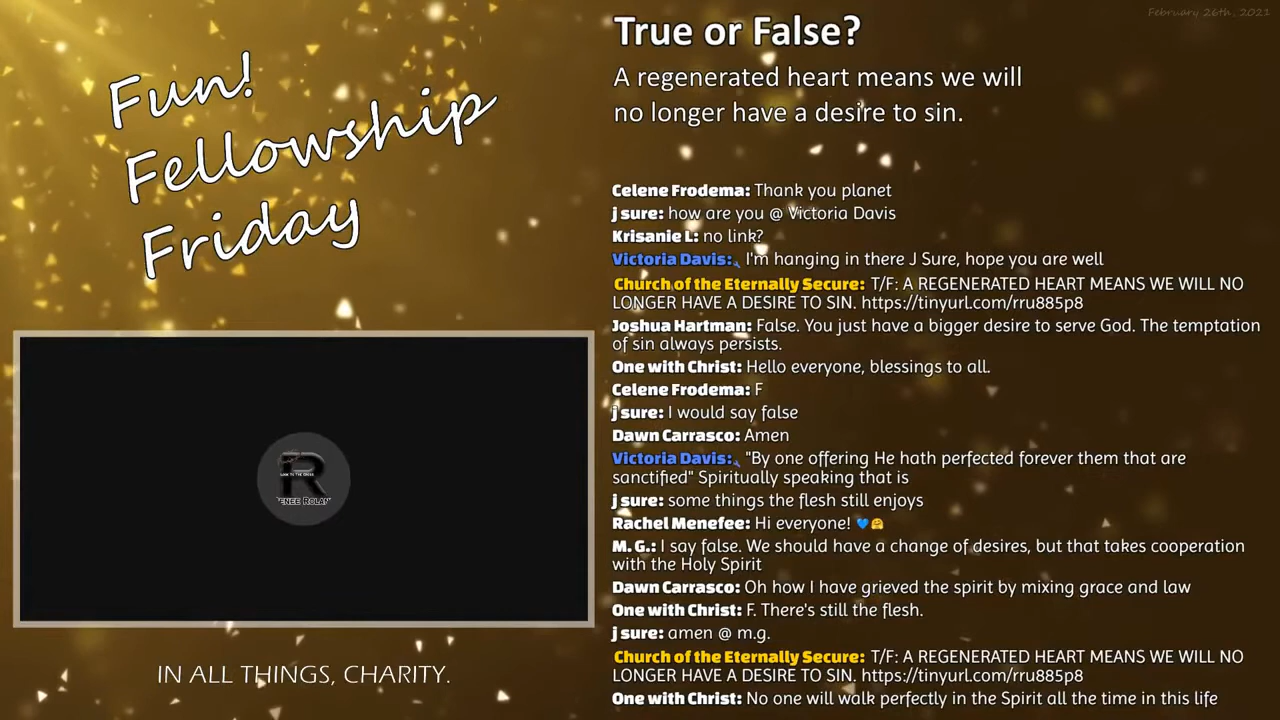 February 26th, 2021
Fun!
Fellowship
Friday
True or False?
A regenerated heart means we will
no longer have a desire to sin.
Celene Frodema: Thank you planet
j sure: how are you @ Victoria Davis
Krisanie L: no link?
Victoria Davis: I'm hanging in there J Sure, hope you are well
Church of the Eternally Secure: T/F: A REGENERATED HEART MEANS WE WILL NO
LONGER HAVE A DESIRE TO SIN. https://tinyurl.com/rru885p8
Joshua Hartman: False. You just have a bigger desire to serve God. The temptation
of sin always persists.
One with Christ: Hello everyone, blessings to all.
Celene Frodema: F
j sure: I would say false
Dawn Carrasco: Amen
Victoria Davis: "By one offering He hath perfected forever them that are
sanctified" Spiritually speaking that is
j sure: some things the flesh still enjoys
Rachel Menefee: Hi everyone! 💙🤗
M. G.: I say false. We should have a change of desires, but that takes cooperation
with the Holy Spirit
Dawn Carrasco: Oh how I have grieved the spirit by mixing grace and law
One with Christ: F. There's still the flesh.
j sure: amen @ m.g.
Church of the Eternally Secure: T/F: A REGENERATED HEART MEANS WE WILL NO
LONGER HAVE A DESIRE TO SIN. https://tinyurl.com/rru885p8
One with Christ: No one will walk perfectly in the Spirit all the time in this life
R
LOOK TO THE CROSS
ENEE ROLAN
IN ALL THINGS, CHARITY.